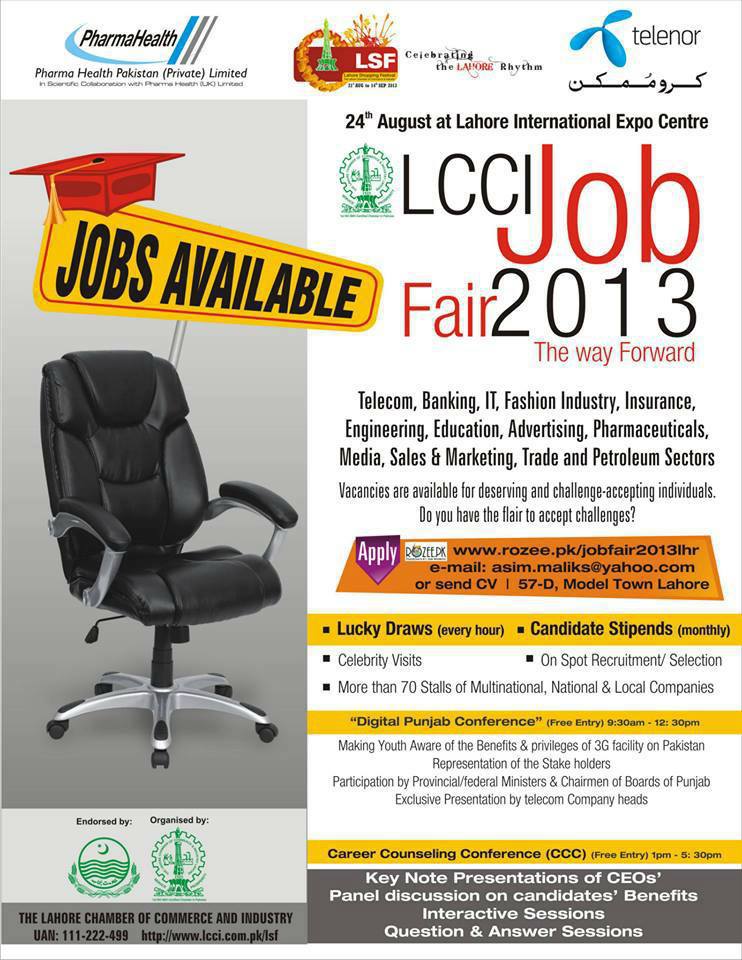 PharmaHealth
Pharma Health Pakistan (Private) Limited
In Scientific Collaboration with Pharma Health (UK) Limited
LSF
Lahore Shopping Festival
Celebrating
the LAHORE Rhythm
telenor
کرو مُمکن
24th August at Lahore International Expo Centre
LCCI Job
Fair 2013
The way Forward
JOBS AVAILABLE
Telecom, Banking, IT, Fashion Industry, Insurance,
Engineering, Education, Advertising, Pharmaceuticals,
Media, Sales & Marketing, Trade and Petroleum Sectors
Vacancies are available for deserving and challenge-accepting individuals.
Do you have the flair to accept challenges?
Apply ROZEE.PK www.rozee.pk/jobfair2013lhr
e-mail: asim.maliks@yahoo.com
or send CV | 57-D, Model Town Lahore
▪ Lucky Draws (every hour) ▪ Candidate Stipends (monthly)
▪ Celebrity Visits ▪ On Spot Recruitment/ Selection
▪ More than 70 Stalls of Multinational, National & Local Companies
“Digital Punjab Conference” (Free Entry) 9:30am - 12: 30pm
Making Youth Aware of the Benefits & privileges of 3G facility on Pakistan
Representation of the Stake holders
Participation by Provincial/federal Ministers & Chairmen of Boards of Punjab
Exclusive Presentation by telecom Company heads
Career Counseling Conference (CCC) (Free Entry) 1pm - 5: 30pm
Key Note Presentations of CEOs’
Panel discussion on candidates’ Benefits
Interactive Sessions
Question & Answer Sessions
Endorsed by: Organised by:
THE LAHORE CHAMBER OF COMMERCE AND INDUSTRY
UAN: 111-222-499 http://www.lcci.com.pk/lsf